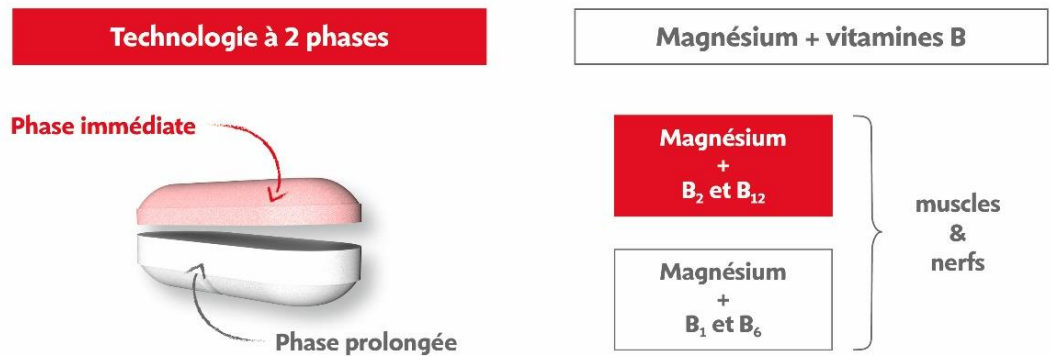 Technologie à 2 phases
Phase immédiate
Phase prolongée
Magnésium + vitamines B
Magnésium
+
B₂ et B₁₂
Magnésium
+
B₁ et B₆
muscles
&
nerfs